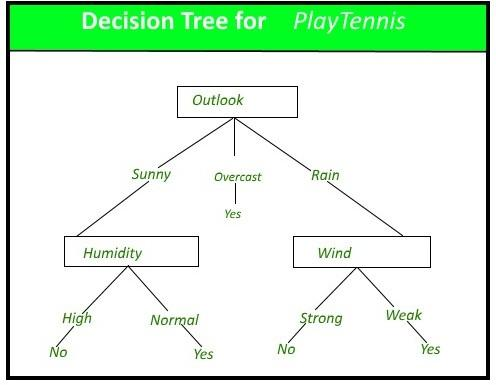 Decision Tree for PlayTennis
Outlook
Sunny Overcast Rain
Yes
Humidity Wind
High Normal Strong Weak
No Yes No Yes